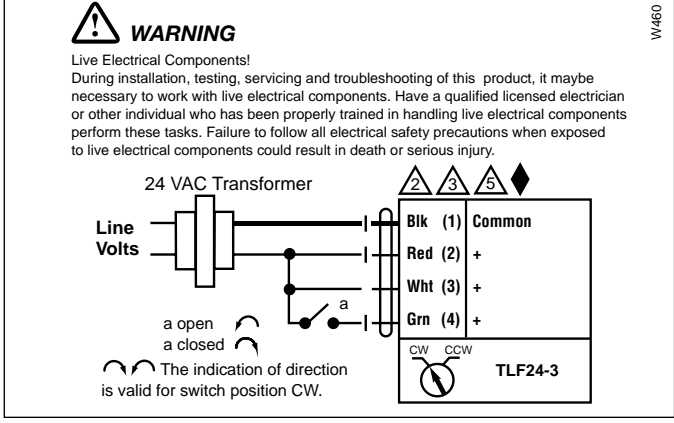 W460
WARNING
Live Electrical Components!
During installation, testing, servicing and troubleshooting of this product, it maybe
necessary to work with live electrical components. Have a qualified licensed electrician
or other individual who has been properly trained in handling live electrical components
perform these tasks. Failure to follow all electrical safety precautions when exposed
to live electrical components could result in death or serious injury.
24 VAC Transformer
2 3 5
Line
Volts
Blk (1) Common
Red (2) +
Wht (3) +
Grn (4) +
a
a open
a closed
The indication of direction
is valid for switch position CW.
CW CCW
TLF24-3